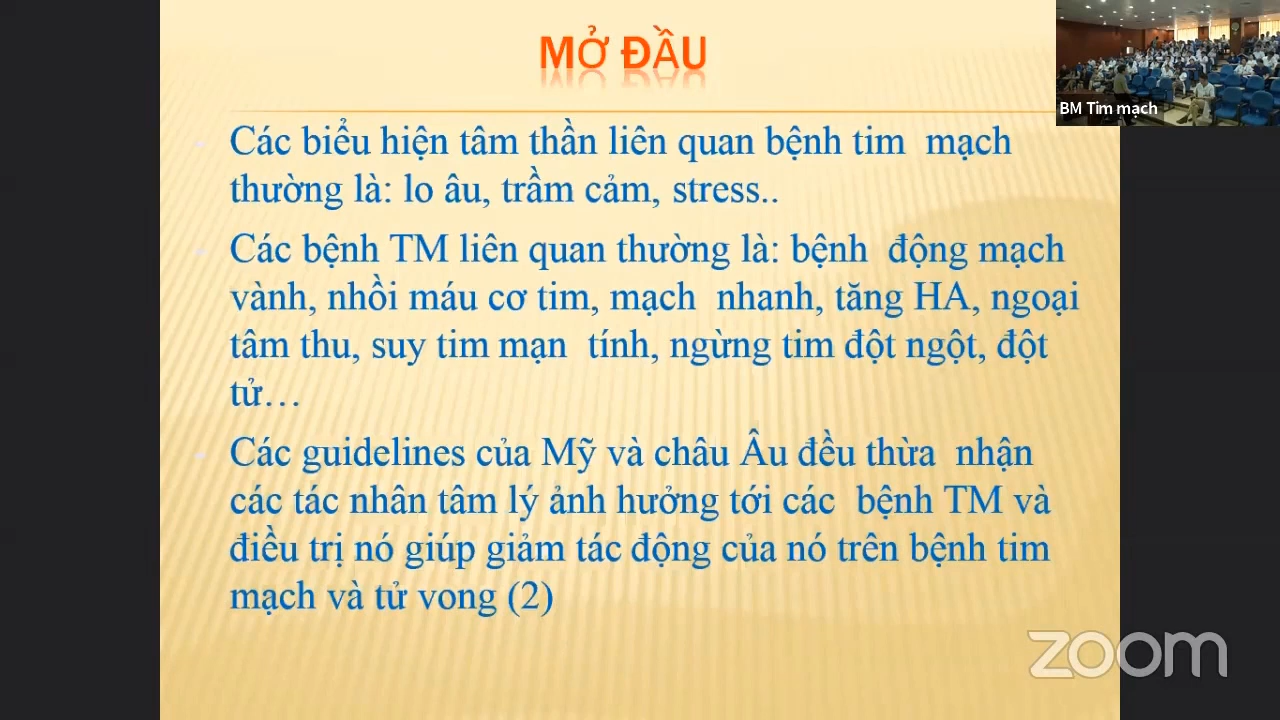 MỞ ĐẦU
BM Tim mạch
Các biểu hiện tâm thần liên quan bệnh tim mạch
thường là: lo âu, trầm cảm, stress..
Các bệnh TM liên quan thường là: bệnh động mạch
vành, nhồi máu cơ tim, mạch nhanh, tăng HA, ngoại
tâm thu, suy tim mạn tính, ngừng tim đột ngột, đột
tử…
Các guidelines của Mỹ và châu Âu đều thừa nhận
các tác nhân tâm lý ảnh hưởng tới các bệnh TM và
điều trị nó giúp giảm tác động của nó trên bệnh tim
mạch và tử vong (2)
zoom